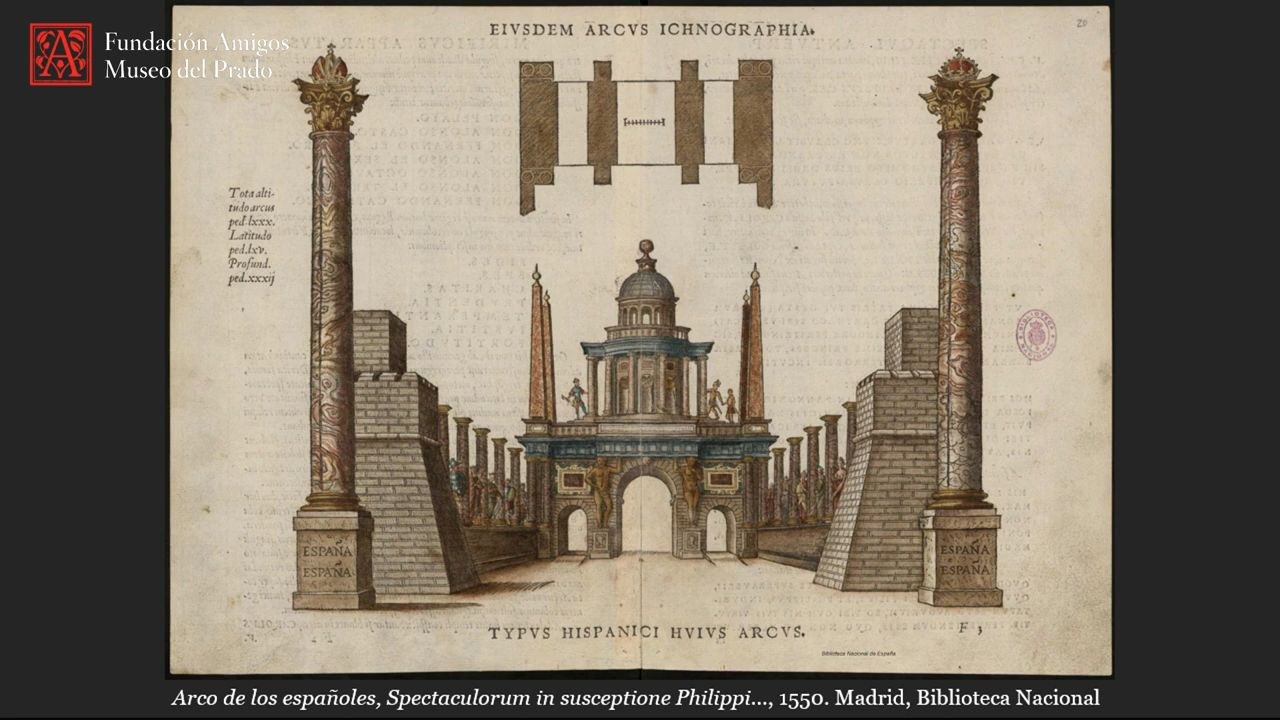 Fundación Amigos
Museo del Prado
EIVSDEM ARCVS ICHNOGRAPHIA.
20
Tota alti-
tudo arcus
ped. lxxx.
Latitudo
ped. lxv.
Profund.
ped. xxxij
ESPAÑA
ESPAÑA
ESPAÑA
ESPAÑA
TYPVS HISPANICI HVIVS ARCVS.
F 3
Biblioteca Nacional de España
Arco de los españoles, Spectaculorum in susceptione Philippi..., 1550. Madrid, Biblioteca Nacional